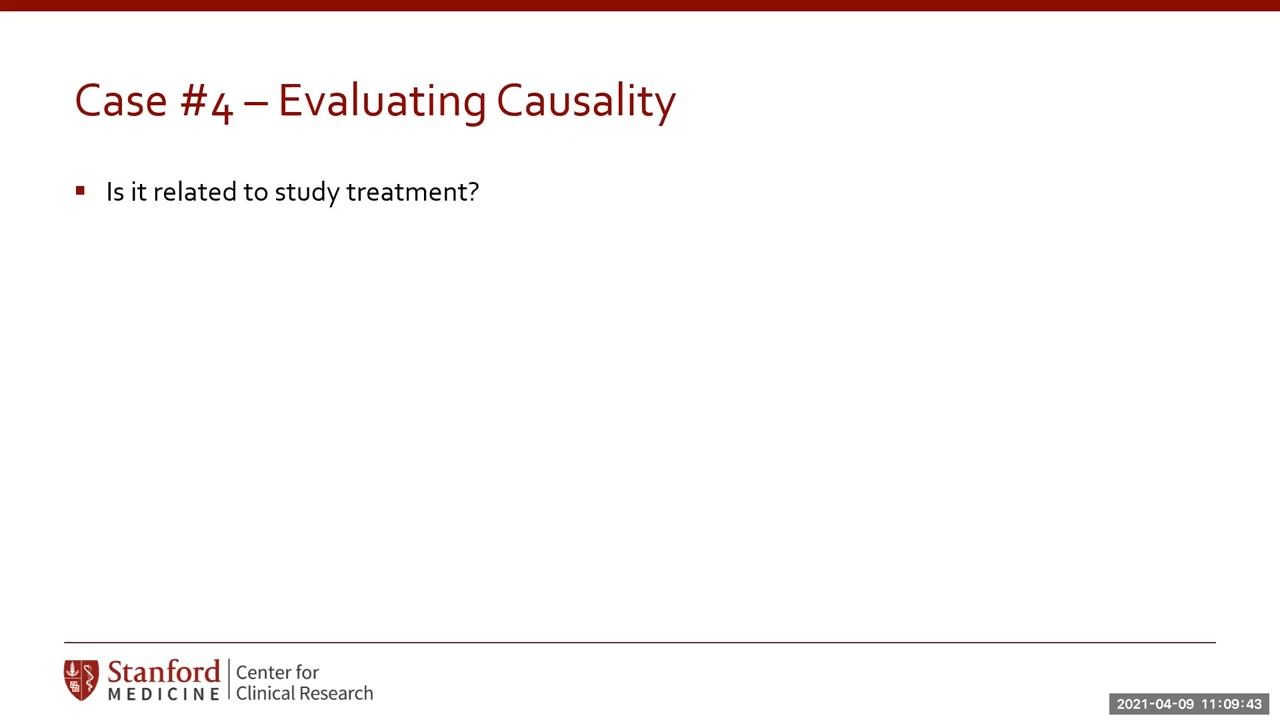 Case #4 – Evaluating Causality
▪ Is it related to study treatment?
Stanford
MEDICINE
Center for
Clinical Research
2021-04-09 11:09:43